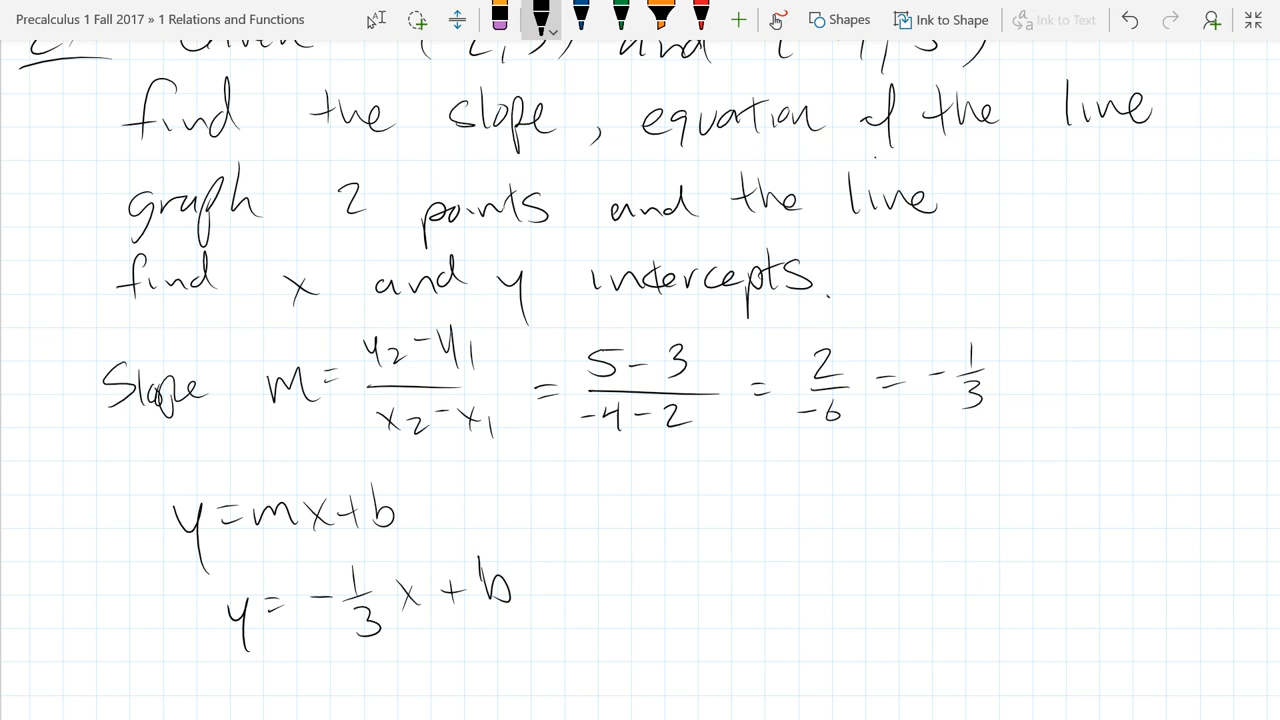 Precalculus 1 Fall 2017 » 1 Relations and Functions Shapes Ink to Shape Ink to Text
and
find the slope, equation of the line
graph 2 points and the line
find x and y intercepts.
Slope m = y₂-y₁/x₂-x₁ = 5-3/-4-2 = 2/-6 = -1/3
y=mx+b
y= -1/3 x + b